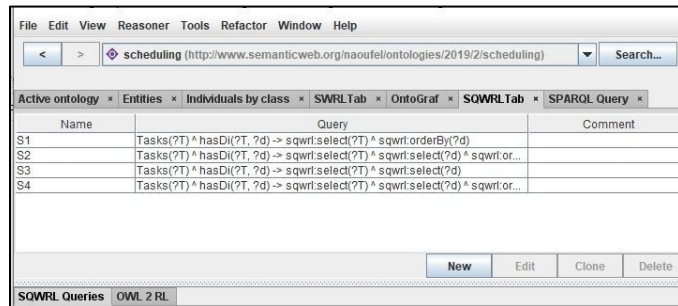 File Edit View Reasoner Tools Refactor Window Help
< > scheduling (http://www.semanticweb.org/naoufel/ontologies/2019/2/scheduling) Search...
Active ontology × Entities × Individuals by class × SWRLTab × OntoGraf × SQWRLTab × SPARQL Query ×
Name Query Comment
S1 Tasks(?T) ^ hasDi(?T, ?d) -> sqwrl:select(?T) ^ sqwrl:orderBy(?d)
S2 Tasks(?T) ^ hasDi(?T, ?d) -> sqwrl:select(?T) ^ sqwrl:select(?d) ^ sqwrl:or...
S3 Tasks(?T) ^ hasDi(?T, ?d) -> sqwrl:select(?T) ^ sqwrl:select(?d)
S4 Tasks(?T) ^ hasDi(?T, ?d) -> sqwrl:select(?T) ^ sqwrl:select(?d) ^ sqwrl:or...
New Edit Clone Delete
SQWRL Queries OWL 2 RL